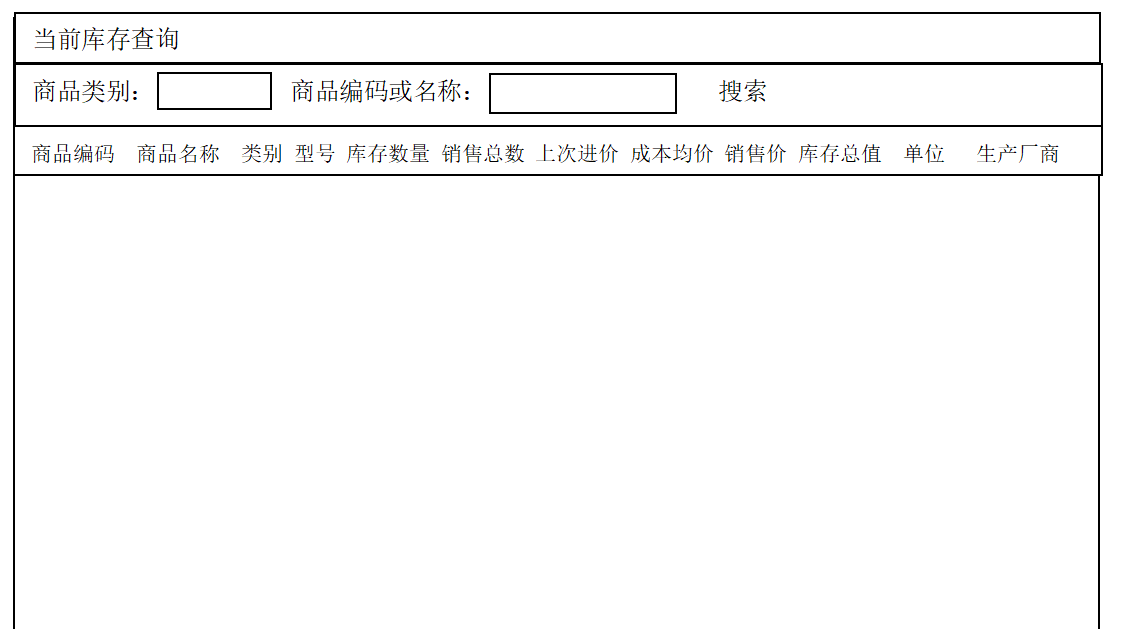 当前库存查询
商品类别： 商品编码或名称： 搜索
商品编码 商品名称 类别 型号 库存数量 销售总数 上次进价 成本均价 销售价 库存总值 单位 生产厂商